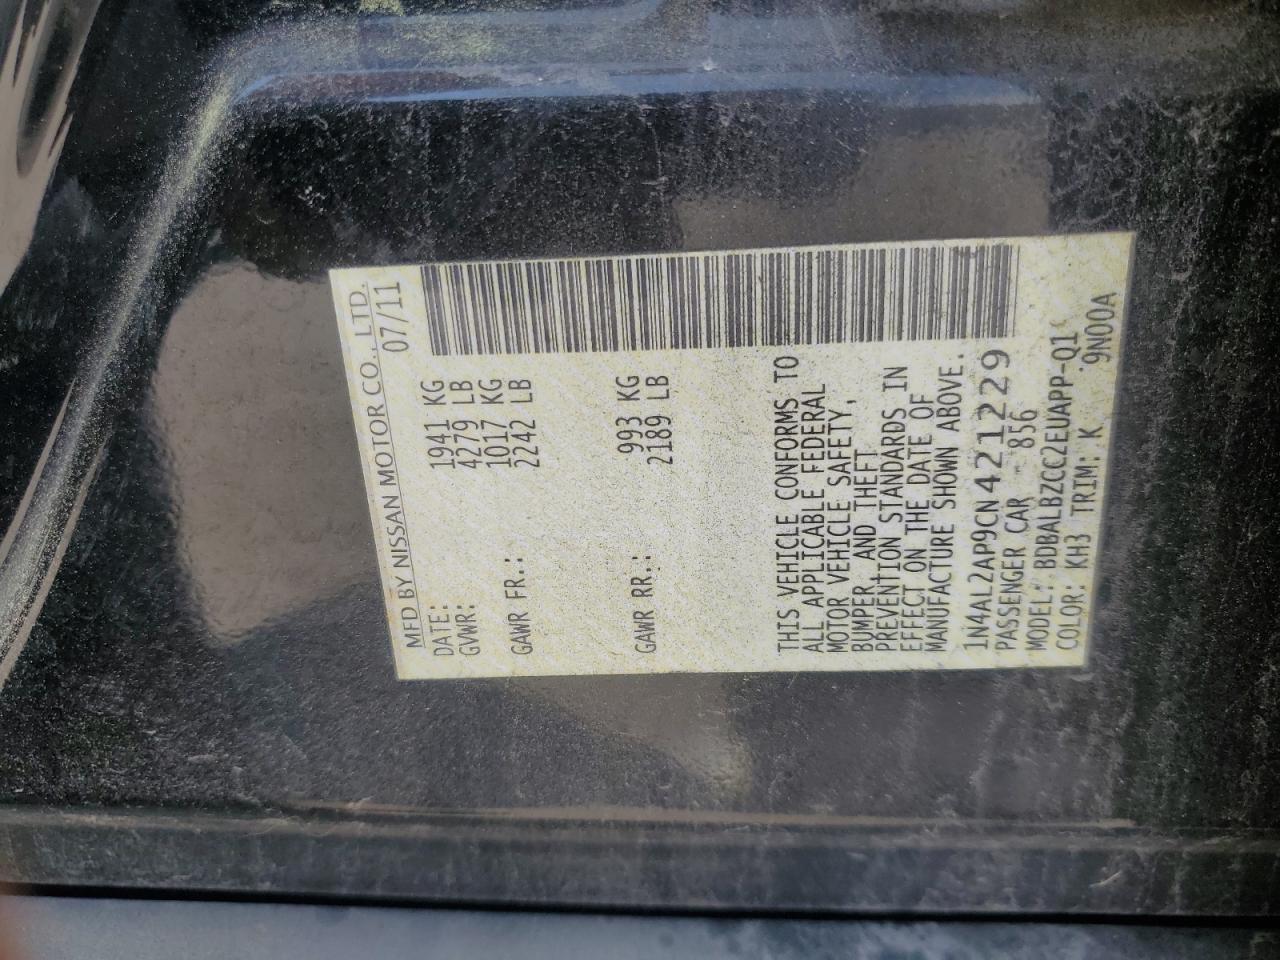 MFD BY NISSAN MOTOR CO., LTD.
DATE: 07/11
GVWR: 1941 KG
4279 LB
GAWR FR.: 1017 KG
2242 LB
GAWR RR.: 993 KG
2189 LB
THIS VEHICLE CONFORMS TO
ALL APPLICABLE FEDERAL
MOTOR VEHICLE SAFETY,
BUMPER, AND THEFT
PREVENTION STANDARDS IN
EFFECT ON THE DATE OF
MANUFACTURE SHOWN ABOVE.
1N4AL2AP9CN421229
PASSENGER CAR 856
MODEL: BDBALBZCC2EUAPP-Q1
COLOR: KH3 TRIM: K 9N00A